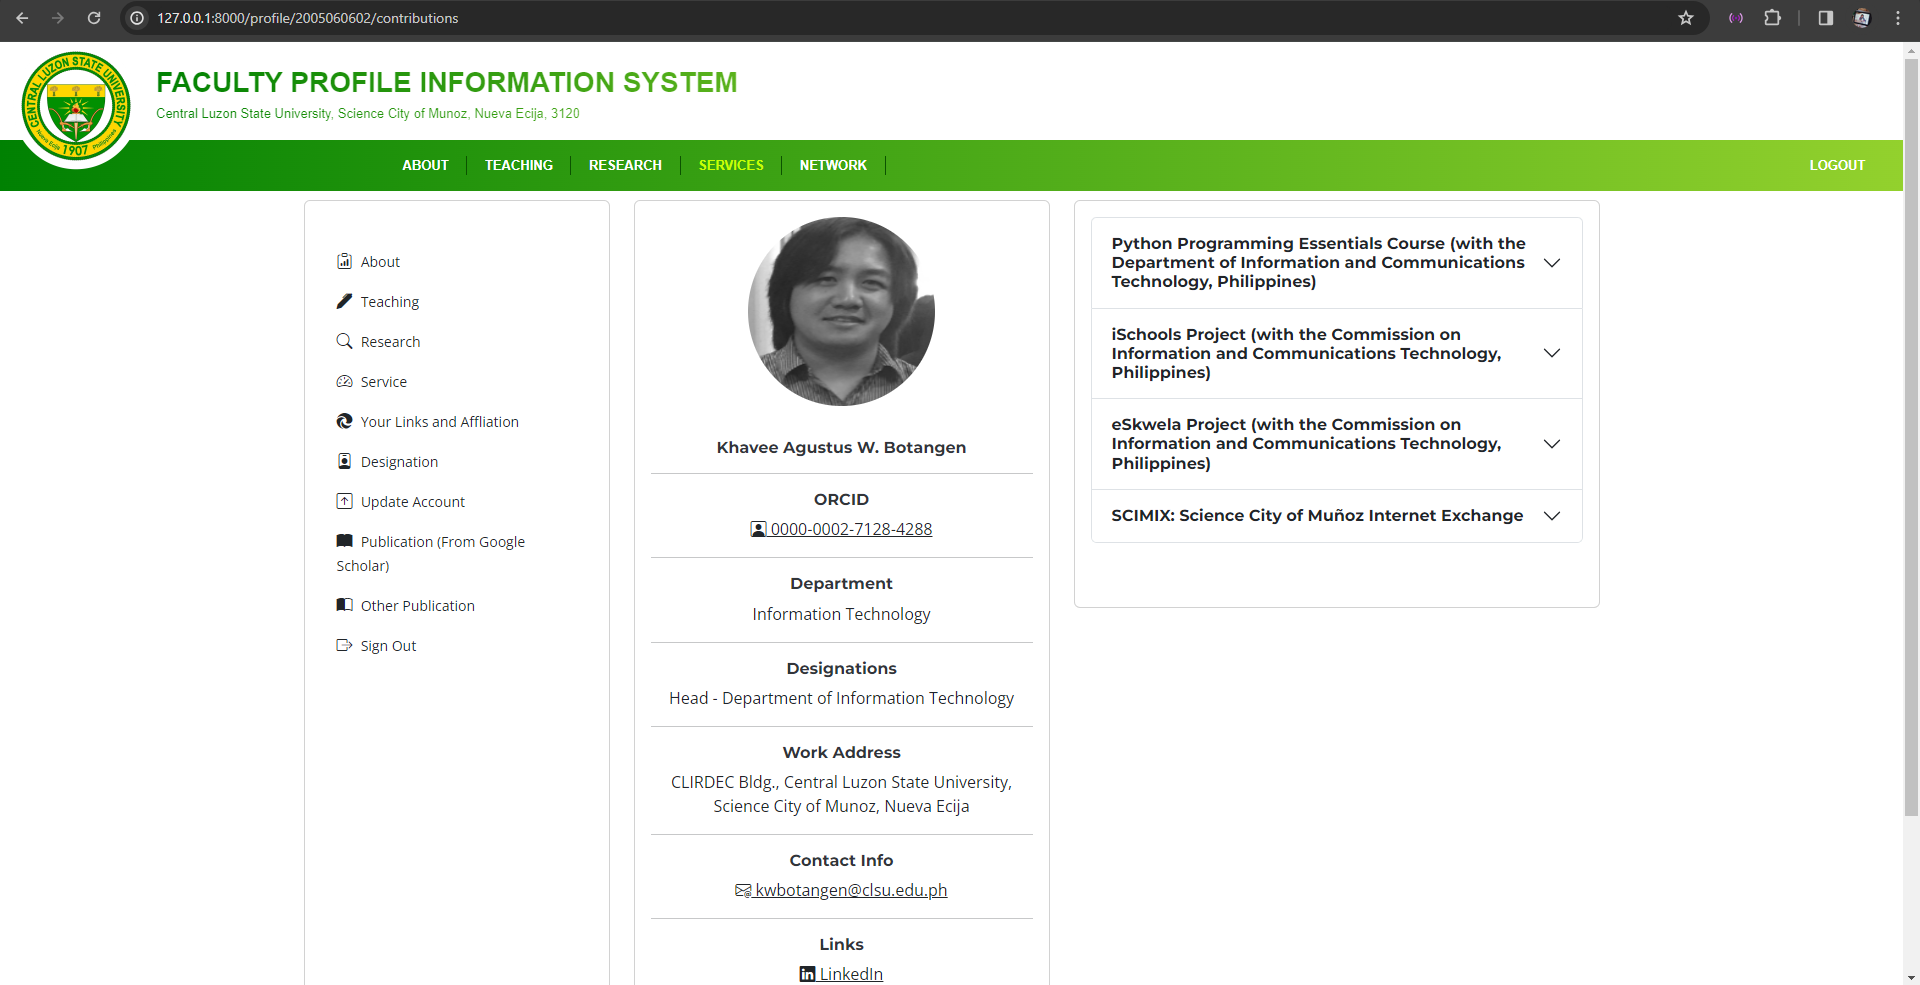 127.0.0.1:8000/profile/2005060602/contributions
CENTRAL LUZON STATE UNIVERSITY
Nueva Ecija Philippines
1907
FACULTY PROFILE INFORMATION SYSTEM
Central Luzon State University, Science City of Munoz, Nueva Ecija, 3120
ABOUT
TEACHING
RESEARCH
SERVICES
NETWORK
LOGOUT
About
Teaching
Research
Service
Your Links and Affliation
Designation
Update Account
Publication (From Google
Scholar)
Other Publication
Sign Out
Khavee Agustus W. Botangen
ORCID
0000-0002-7128-4288
Department
Information Technology
Designations
Head - Department of Information Technology
Work Address
CLIRDEC Bldg., Central Luzon State University,
Science City of Munoz, Nueva Ecija
Contact Info
kwbotangen@clsu.edu.ph
Links
LinkedIn
Python Programming Essentials Course (with the
Department of Information and Communications
Technology, Philippines)
iSchools Project (with the Commission on
Information and Communications Technology,
Philippines)
eSkwela Project (with the Commission on
Information and Communications Technology,
Philippines)
SCIMIX: Science City of Muñoz Internet Exchange